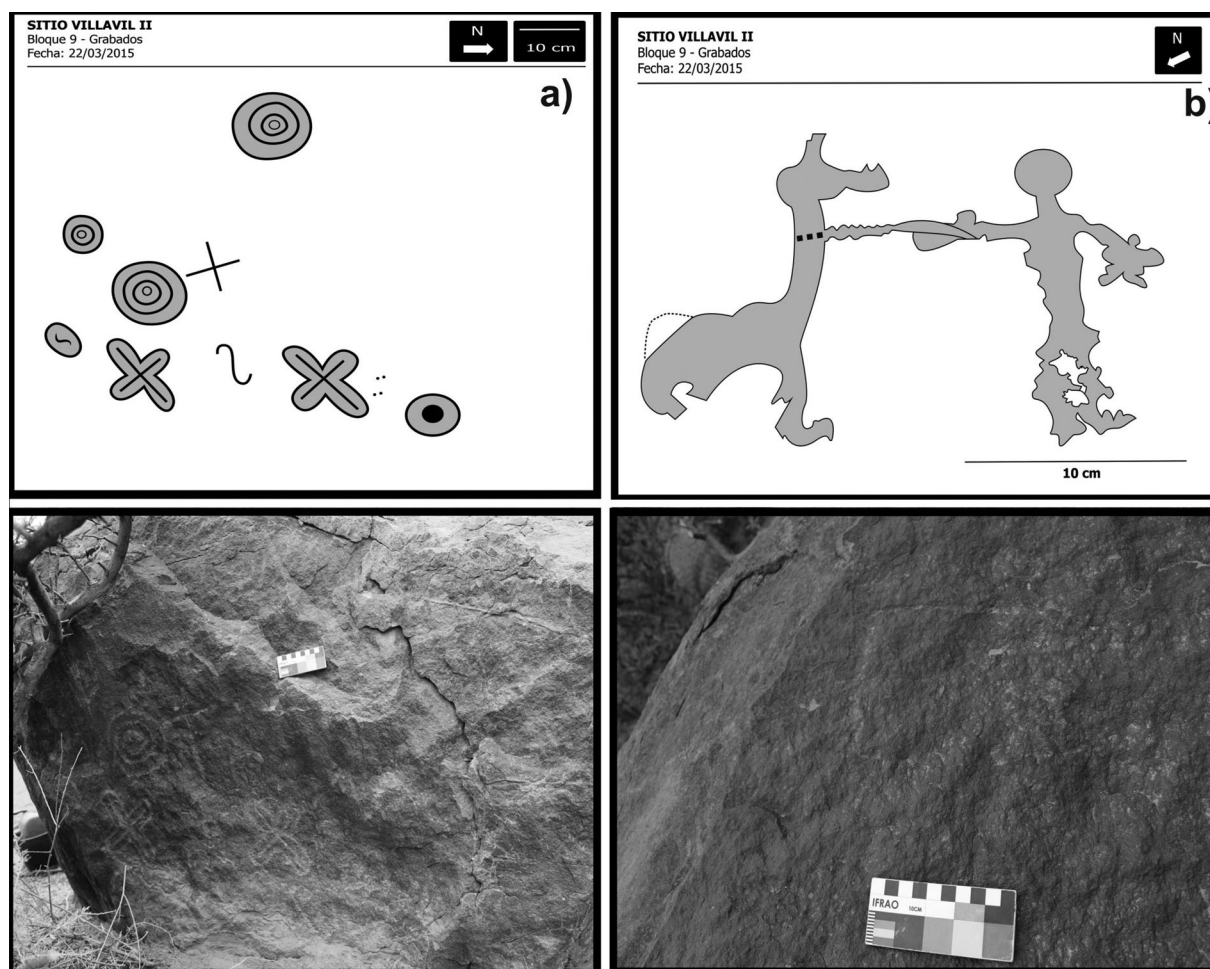 SITIO VILLAVIL II
Bloque 9 - Grabados
Fecha: 22/03/2015
N
10 cm
a)
SITIO VILLAVIL II
Bloque 9 - Grabados
Fecha: 22/03/2015
N
b)
10 cm
IFRAO
10CM